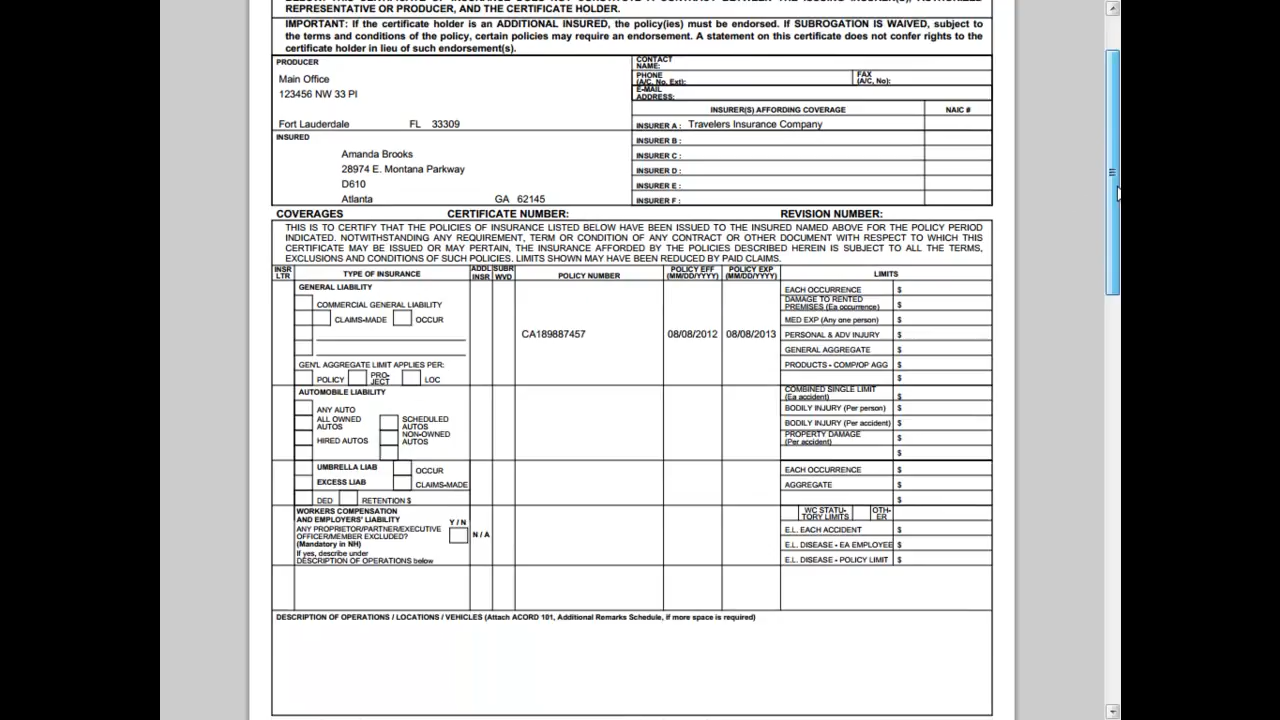 REPRESENTATIVE OR PRODUCER, AND THE CERTIFICATE HOLDER.
IMPORTANT: If the certificate holder is an ADDITIONAL INSURED, the policy(ies) must be endorsed. If SUBROGATION IS WAIVED, subject to
the terms and conditions of the policy, certain policies may require an endorsement. A statement on this certificate does not confer rights to the
certificate holder in lieu of such endorsement(s).
PRODUCER
Main Office
123456 NW 33 Pl
Fort Lauderdale FL 33309
CONTACT
NAME:
PHONE
(A/C, No, Ext):
FAX
(A/C, No):
E-MAIL
ADDRESS:
INSURER(S) AFFORDING COVERAGE NAIC #
INSURER A : Travelers Insurance Company
INSURED
Amanda Brooks
28974 E. Montana Parkway
D610
Atlanta GA 62145
INSURER B :
INSURER C :
INSURER D :
INSURER E :
INSURER F :
COVERAGES CERTIFICATE NUMBER: REVISION NUMBER:
THIS IS TO CERTIFY THAT THE POLICIES OF INSURANCE LISTED BELOW HAVE BEEN ISSUED TO THE INSURED NAMED ABOVE FOR THE POLICY PERIOD
INDICATED. NOTWITHSTANDING ANY REQUIREMENT, TERM OR CONDITION OF ANY CONTRACT OR OTHER DOCUMENT WITH RESPECT TO WHICH THIS
CERTIFICATE MAY BE ISSUED OR MAY PERTAIN, THE INSURANCE AFFORDED BY THE POLICIES DESCRIBED HEREIN IS SUBJECT TO ALL THE TERMS,
EXCLUSIONS AND CONDITIONS OF SUCH POLICIES. LIMITS SHOWN MAY HAVE BEEN REDUCED BY PAID CLAIMS.
INSR
LTR
TYPE OF INSURANCE
ADDL
INSR
SUBR
WVD
POLICY NUMBER
POLICY EFF
(MM/DD/YYYY)
POLICY EXP
(MM/DD/YYYY)
LIMITS
GENERAL LIABILITY
COMMERCIAL GENERAL LIABILITY
CLAIMS-MADE OCCUR
GEN'L AGGREGATE LIMIT APPLIES PER:
POLICY
PRO-
JECT
LOC
CA189887457 08/08/2012 08/08/2013
EACH OCCURRENCE $
DAMAGE TO RENTED
PREMISES (Ea occurrence) $
MED EXP (Any one person) $
PERSONAL & ADV INJURY $
GENERAL AGGREGATE $
PRODUCTS - COMP/OP AGG $
$
AUTOMOBILE LIABILITY
ANY AUTO
ALL OWNED
AUTOS
SCHEDULED
AUTOS
HIRED AUTOS
NON-OWNED
AUTOS
COMBINED SINGLE LIMIT
(Ea accident) $
BODILY INJURY (Per person) $
BODILY INJURY (Per accident) $
PROPERTY DAMAGE
(Per accident) $
$
UMBRELLA LIAB OCCUR
EXCESS LIAB CLAIMS-MADE
DED RETENTION $
EACH OCCURRENCE $
AGGREGATE $
$
WORKERS COMPENSATION
AND EMPLOYERS' LIABILITY
Y / N
ANY PROPRIETOR/PARTNER/EXECUTIVE
OFFICER/MEMBER EXCLUDED?
(Mandatory in NH)
If yes, describe under
DESCRIPTION OF OPERATIONS below
N / A
WC STATU-
TORY LIMITS
OTH-
ER
E.L. EACH ACCIDENT $
E.L. DISEASE - EA EMPLOYEE $
E.L. DISEASE - POLICY LIMIT $
DESCRIPTION OF OPERATIONS / LOCATIONS / VEHICLES (Attach ACORD 101, Additional Remarks Schedule, if more space is required)